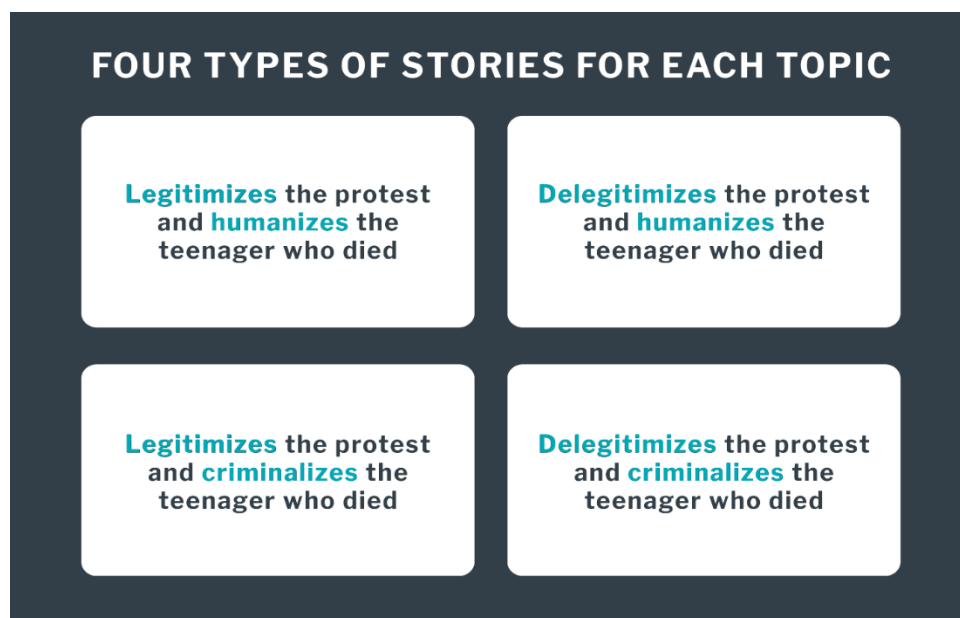 FOUR TYPES OF STORIES FOR EACH TOPIC
Legitimizes the protest
and humanizes the
teenager who died
Delegitimizes the protest
and humanizes the
teenager who died
Legitimizes the protest
and criminalizes the
teenager who died
Delegitimizes the protest
and criminalizes the
teenager who died